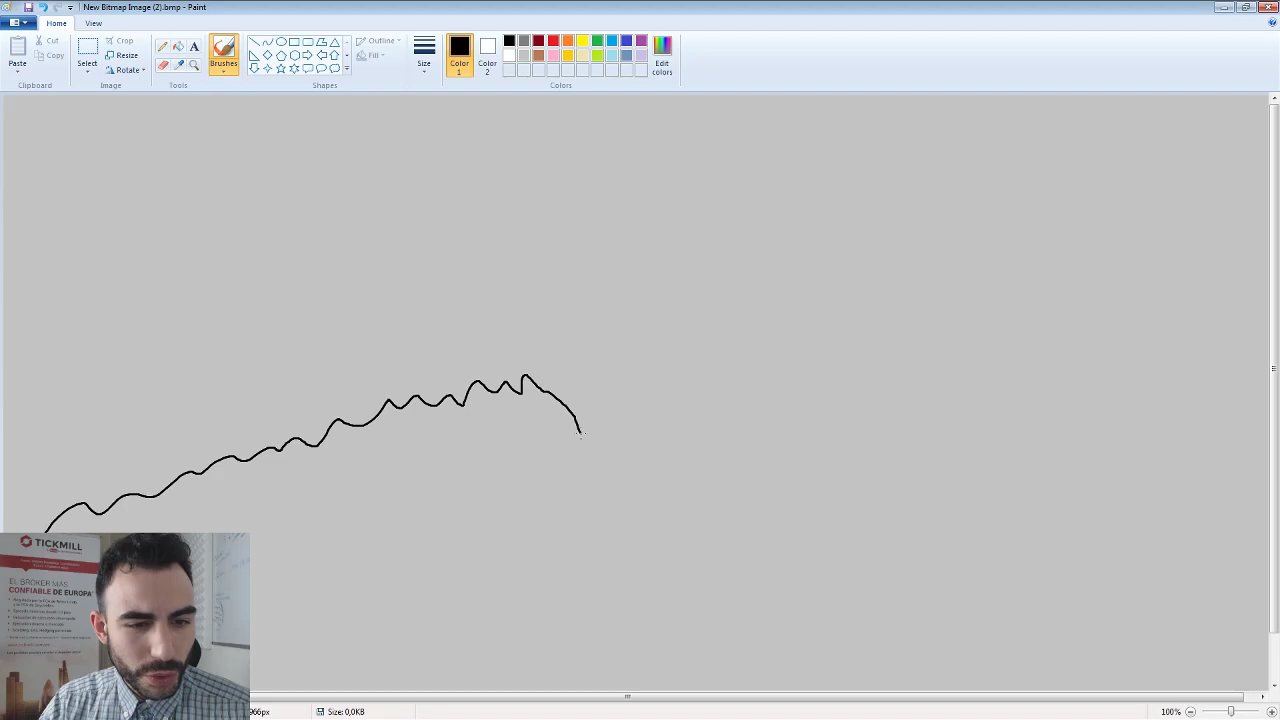 New Bitmap Image (2).bmp - Paint
Home
View
Paste
Cut
Copy
Clipboard
Select
Crop
Resize
Rotate
Image
A
Tools
Brushes
Outline
Fill
Shapes
Size
Color 1
Color 2
Edit colors
Colors
TICKMILL
EL BROKER MÁS
CONFIABLE DE EUROPA
966px
Size: 0,0KB
100%